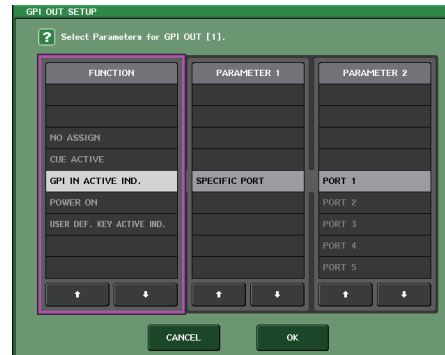 GPI OUT SETUP
? Select Parameters for GPI OUT [1].
FUNCTION PARAMETER 1 PARAMETER 2
NO ASSIGN
CUE ACTIVE
GPI IN ACTIVE IND. SPECIFIC PORT PORT 1
POWER ON PORT 2
USER DEF. KEY ACTIVE IND. PORT 3
PORT 4
PORT 5
CANCEL OK